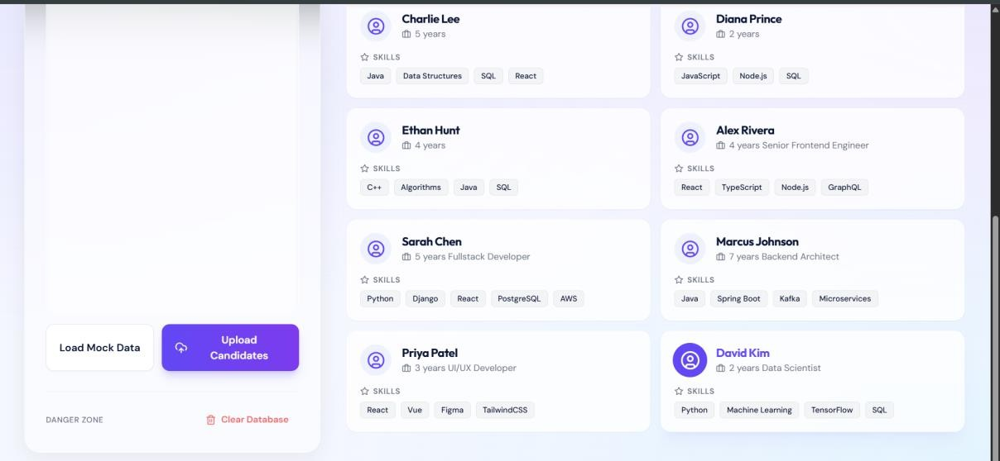 Charlie Lee
5 years
SKILLS
Java Data Structures SQL React
Diana Prince
2 years
SKILLS
JavaScript Node.js SQL
Ethan Hunt
4 years
SKILLS
C++ Algorithms Java SQL
Alex Rivera
4 years Senior Frontend Engineer
SKILLS
React TypeScript Node.js GraphQL
Sarah Chen
5 years Fullstack Developer
SKILLS
Python Django React PostgreSQL AWS
Marcus Johnson
7 years Backend Architect
SKILLS
Java Spring Boot Kafka Microservices
Priya Patel
3 years UI/UX Developer
SKILLS
React Vue Figma TailwindCSS
David Kim
2 years Data Scientist
SKILLS
Python Machine Learning TensorFlow SQL
Load Mock Data
Upload
Candidates
DANGER ZONE
Clear Database